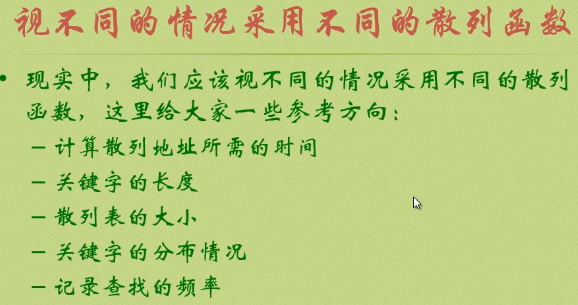 视不同的情况采用不同的散列函数
• 现实中，我们应该视不同的情况采用不同的散列
函数，这里给大家一些参考方向：
– 计算散列地址所需的时间
– 关键字的长度
– 散列表的大小
– 关键字的分布情况
– 记录查找的频率